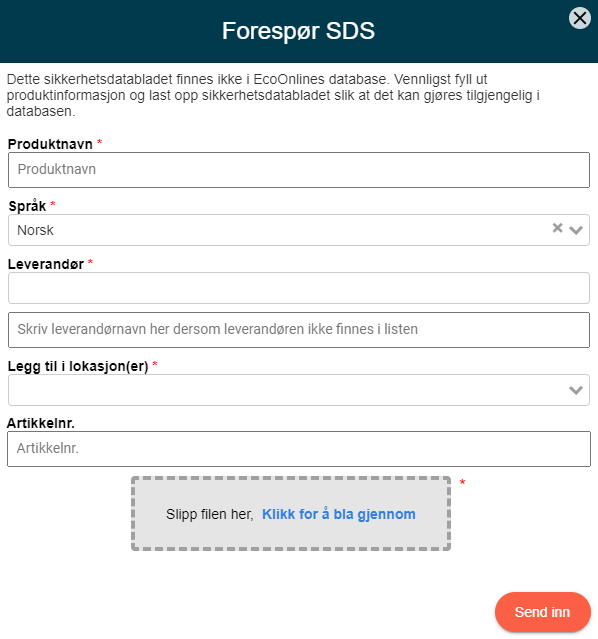 Forespør SDS
Dette sikkerhetsdatabladet finnes ikke i EcoOnlines database. Vennligst fyll ut
produktinformasjon og last opp sikkerhetsdatabladet slik at det kan gjøres tilgjengelig i
databasen.
Produktnavn *
Produktnavn
Språk *
Norsk
Leverandør *
Skriv leverandørnavn her dersom leverandøren ikke finnes i listen
Legg til i lokasjon(er) *
Artikkelnr.
Artikkelnr.
Slipp filen her, Klikk for å bla gjennom *
Send inn